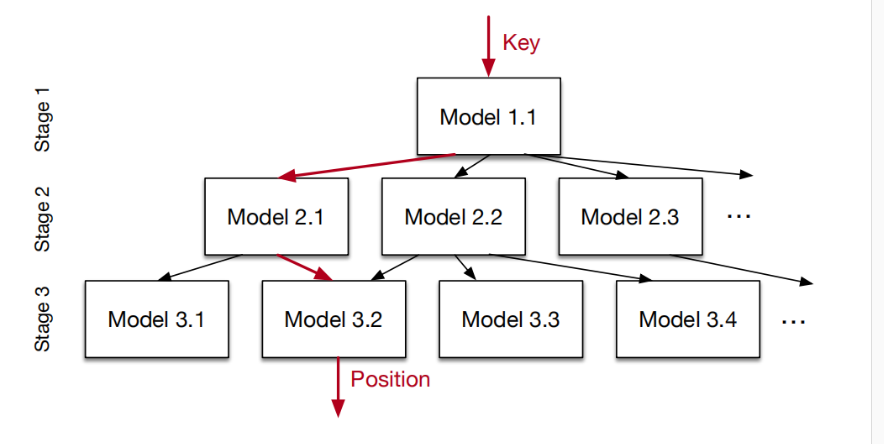 Key
Stage 1
Model 1.1
Stage 2
Model 2.1
Model 2.2
Model 2.3
...
Stage 3
Model 3.1
Model 3.2
Model 3.3
Model 3.4
...
Position